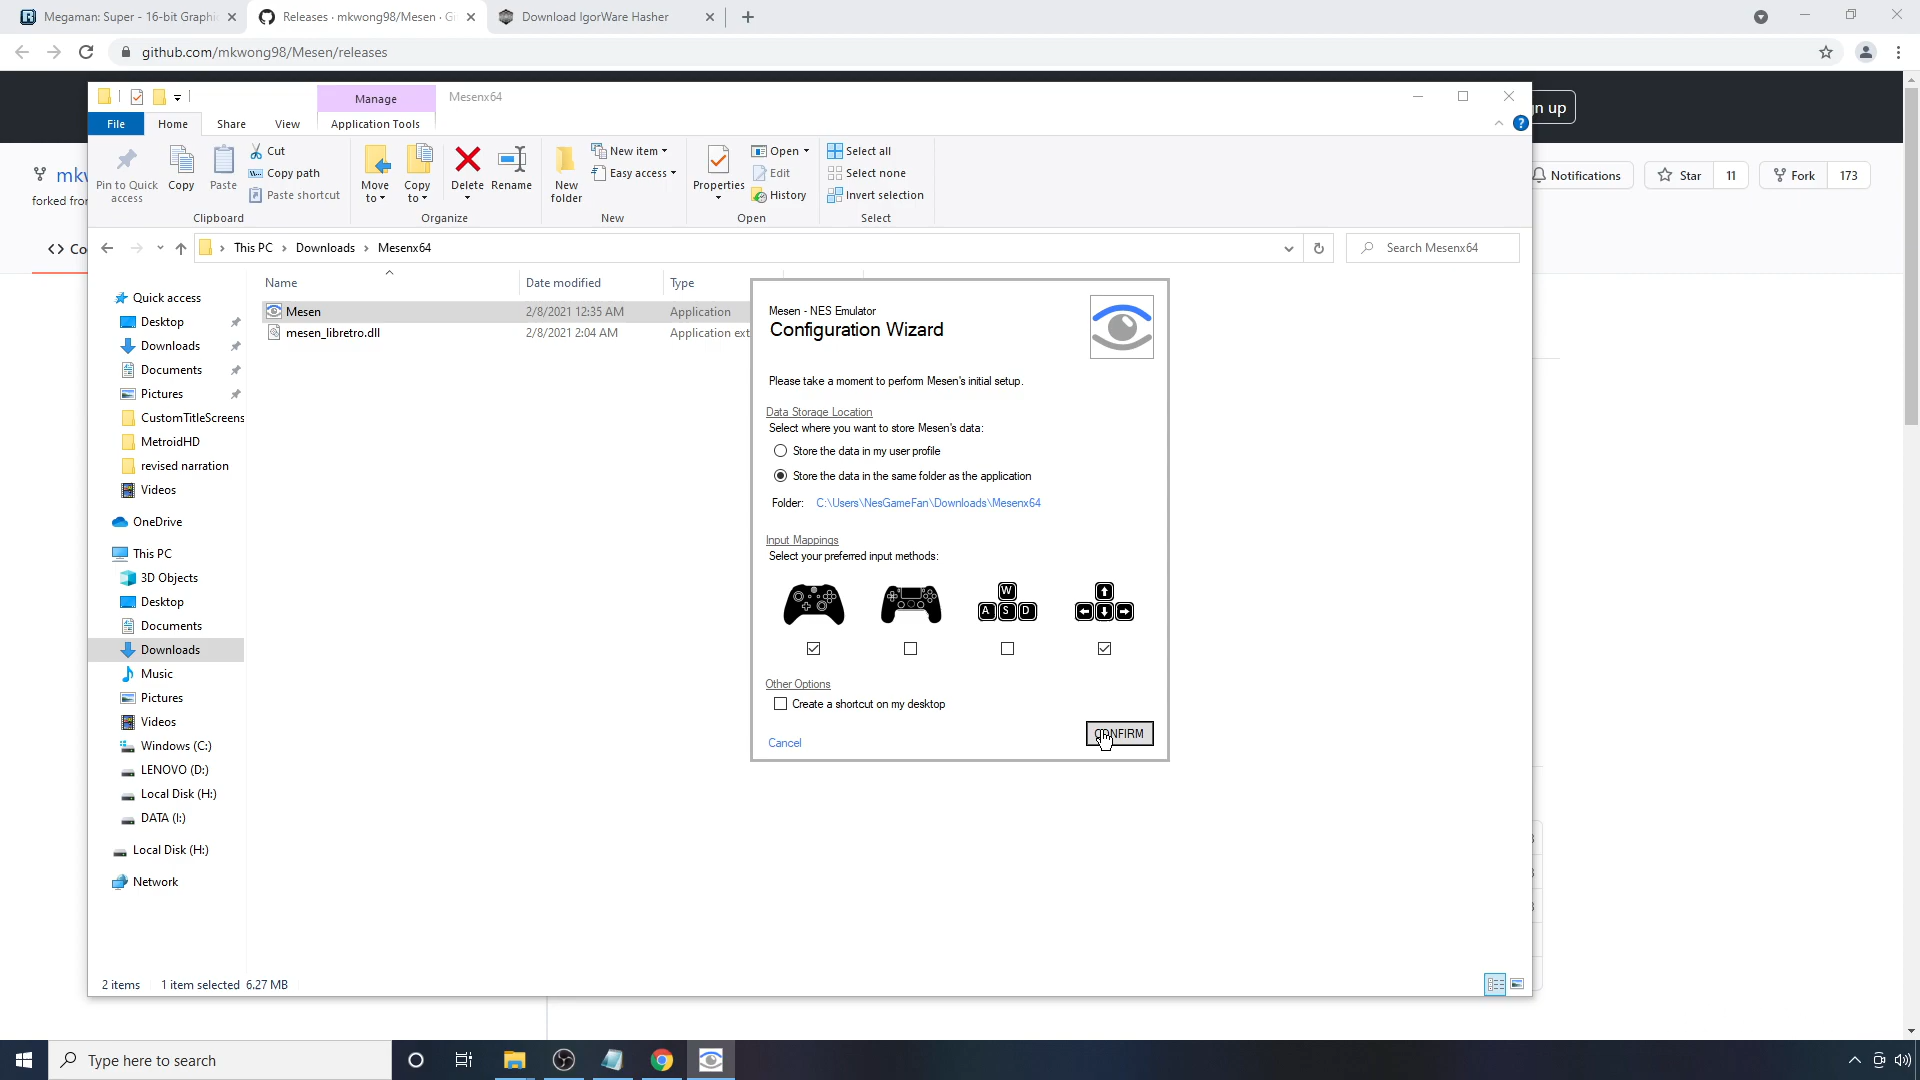 Megaman: Super - 16-bit Graphi
Releases · mkwong98/Mesen · G
Download IgorWare Hasher
github.com/mkwong98/Mesen/releases
Manage
Mesenx64
n up
File
Home
Share
View
Application Tools
Pin to Quick access
Copy
Paste
Cut
Copy path
Paste shortcut
Clipboard
Move to
Copy to
Delete
Rename
Organize
New folder
New item
Easy access
New
Properties
Open
Edit
History
Open
Select all
Select none
Invert selection
Select
mkw
forked from
<> Co
Notifications
Star
11
Fork
173
This PC > Downloads > Mesenx64
Search Mesenx64
Name
Date modified
Type
Mesen
2/8/2021 12:35 AM
Application
mesen_libretro.dll
2/8/2021 2:04 AM
Application ext
Quick access
Desktop
Downloads
Documents
Pictures
CustomTitleScreens
MetroidHD
revised narration
Videos
OneDrive
This PC
3D Objects
Desktop
Documents
Downloads
Music
Pictures
Videos
Windows (C:)
LENOVO (D:)
Local Disk (H:)
DATA (I:)
Local Disk (H:)
Network
Mesen - NES Emulator
Configuration Wizard
Please take a moment to perform Mesen's initial setup.
Data Storage Location
Select where you want to store Mesen's data:
Store the data in my user profile
Store the data in the same folder as the application
Folder: C:\Users\NesGameFan\Downloads\Mesenx64
Input Mappings
Select your preferred input methods:
W
A S D
Other Options
Create a shortcut on my desktop
Cancel
CONFIRM
2 items
1 item selected 6.27 MB
Type here to search